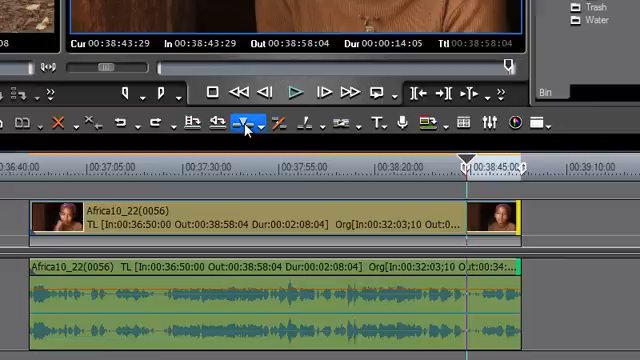 Trash
Water
08
Cur 00:38:43:29 In 00:38:43:29 Out 00:38:58:04 Dur 00:00:14:05 Ttl 00:38:58:04
Bin
T
0:36:40:00 00:37:05:00 00:37:30:00 00:37:55:00 00:38:20:00 00:38:45:00 00:39:10:00
Africa10_22(0056)
TL [In:00:36:50:00 Out:00:38:58:04 Dur:00:02:08:04] Org[In:00:32:03;10 Out:0...
Africa10_22(0056) TL [In:00:36:50:00 Out:00:38:58:04 Dur:00:02:08:04] Org[In:00:32:03;10 Out:00:34:...